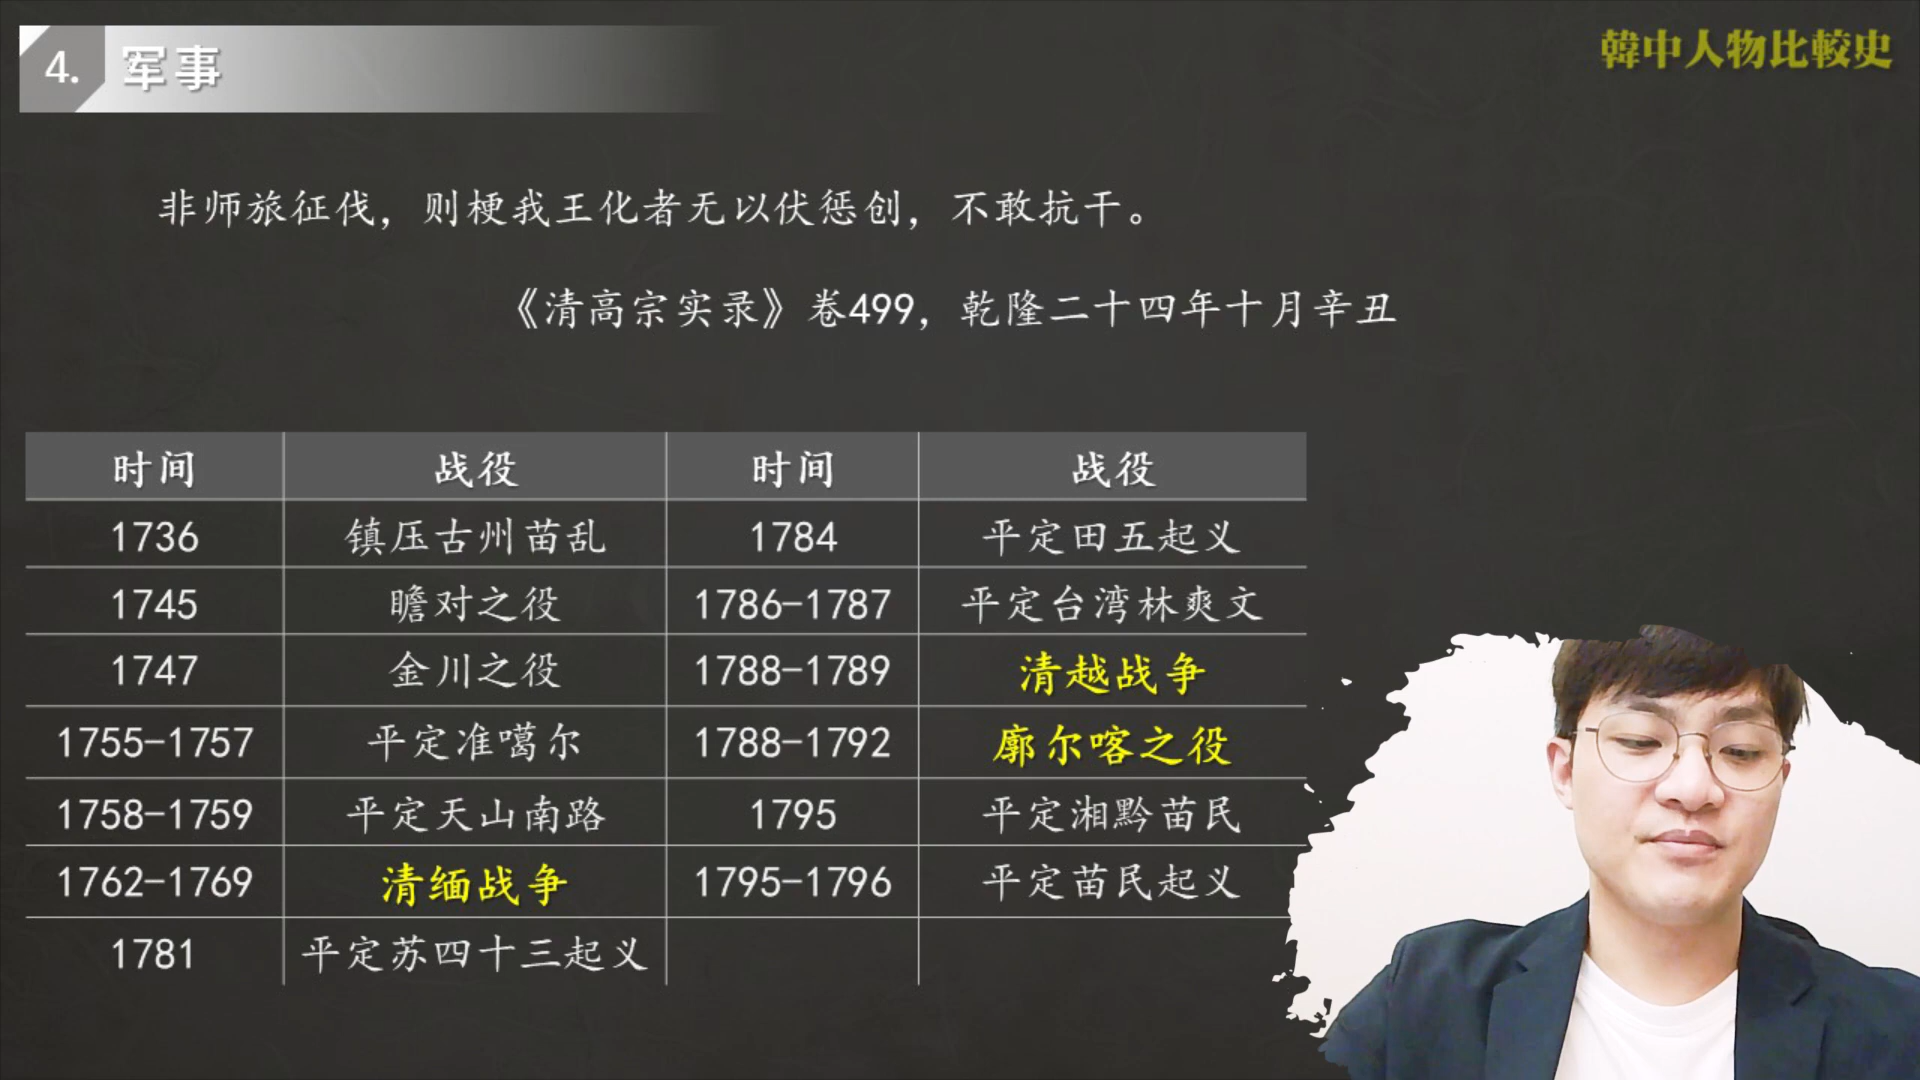 4. 军事
韓中人物比較史
非师旅征伐，则梗我王化者无以伏惩创，不敢抗干。
《清高宗实录》卷499，乾隆二十四年十月辛丑
时间 战役 时间 战役
1736 镇压古州苗乱 1784 平定田五起义
1745 瞻对之役 1786-1787 平定台湾林爽文
1747 金川之役 1788-1789 清越战争
1755-1757 平定准噶尔 1788-1792 廓尔喀之役
1758-1759 平定天山南路 1795 平定湘黔苗民
1762-1769 清缅战争 1795-1796 平定苗民起义
1781 平定苏四十三起义